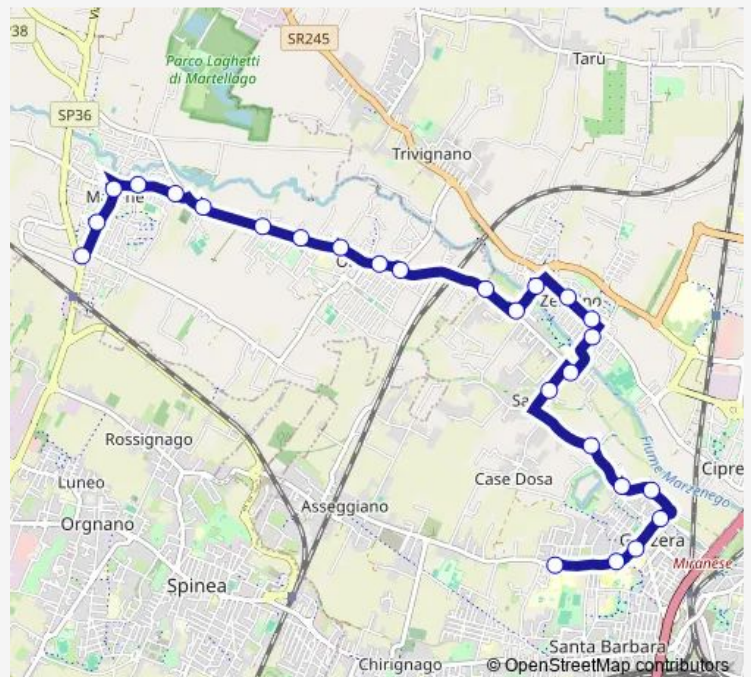 38
SR245
Tarù
Parco Laghetti
di Martellago
SP36
Trivignano
Rossignago
Luneo
Case Dosa
Fiume Marzenego
Asseggiano
Orgnano
Spinea
Miranese
Santa Barbara
Chirignago
© OpenStreetMap contributors